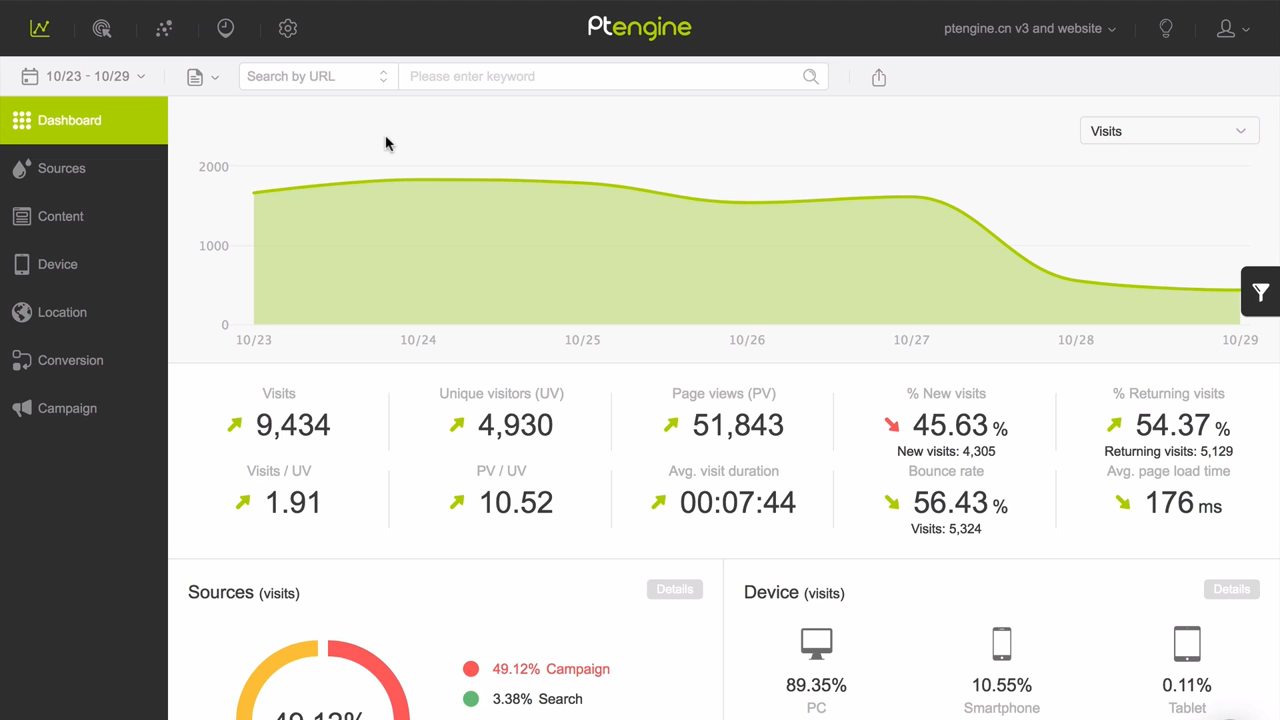 Ptengine
ptengine.cn v3 and website
10/23 - 10/29
Search by URL
Please enter keyword
Dashboard
Sources
Content
Device
Location
Conversion
Campaign
Visits
2000
1000
0
10/23 10/24 10/25 10/26 10/27 10/28 10/29
Visits Unique visitors (UV) Page views (PV) % New visits % Returning visits
9,434 4,930 51,843 45.63 % 54.37 %
New visits: 4,305 Returning visits: 5,129
Visits / UV PV / UV Avg. visit duration Bounce rate Avg. page load time
1.91 10.52 00:07:44 56.43 % 176 ms
Visits: 5,324
Sources (visits) Details
49.12% Campaign
3.38% Search
49.12%
Device (visits) Details
89.35% 10.55% 0.11%
PC Smartphone Tablet